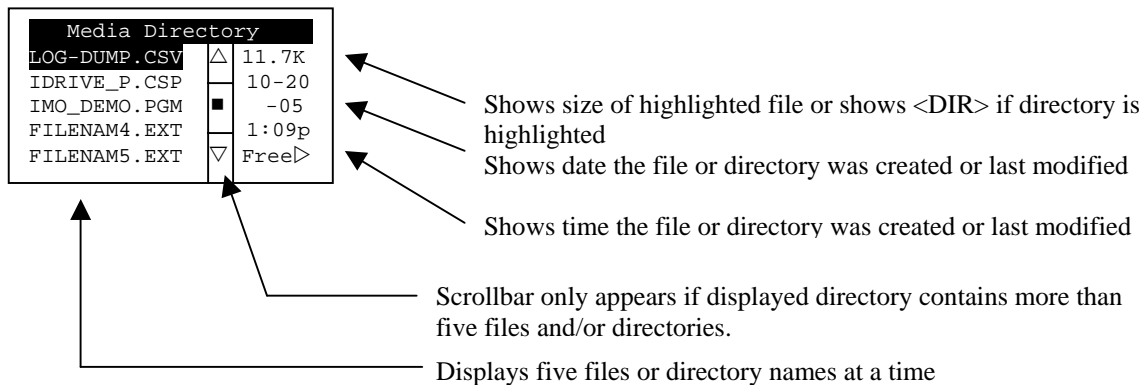 Media Directory
LOG-DUMP.CSV △ 11.7K
IDRIVE_P.CSP 10-20
IMO_DEMO.PGM ■ -05
FILENAM4.EXT 1:09p
FILENAM5.EXT ▽ Free▷
Shows size of highlighted file or shows <DIR> if directory is
highlighted
Shows date the file or directory was created or last modified
Shows time the file or directory was created or last modified
Scrollbar only appears if displayed directory contains more than
five files and/or directories.
Displays five files or directory names at a time